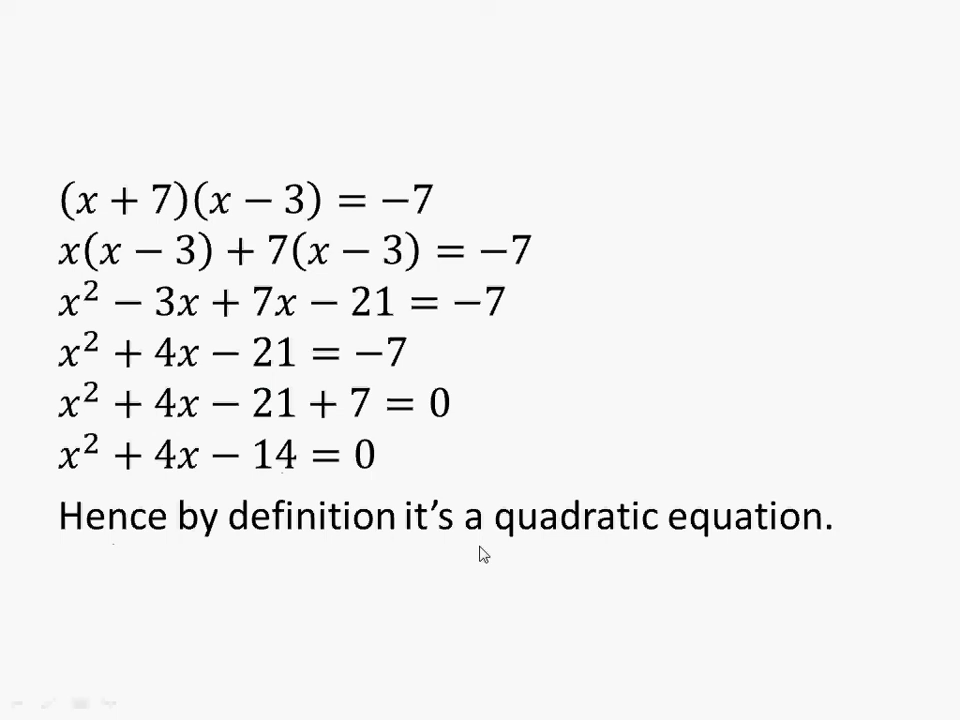 (x + 7)(x − 3) = −7
x(x − 3) + 7(x − 3) = −7
x² − 3x + 7x − 21 = −7
x² + 4x − 21 = −7
x² + 4x − 21 + 7 = 0
x² + 4x − 14 = 0
Hence by definition it’s a quadratic equation.